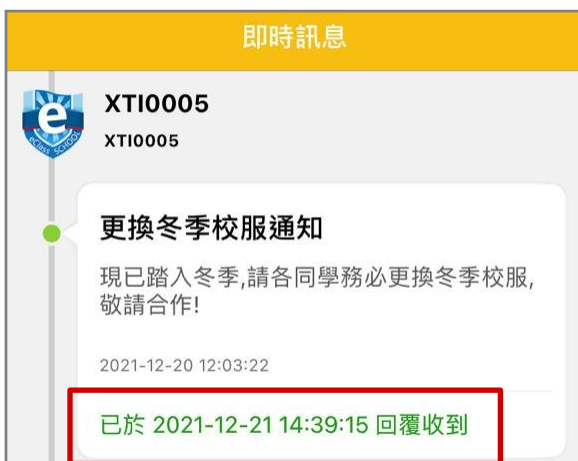 即時訊息
e
eClass SCHOOL
XTI0005
XTI0005
更換冬季校服通知
現已踏入冬季,請各同學務必更換冬季校服,
敬請合作!
2021-12-20 12:03:22
已於 2021-12-21 14:39:15 回覆收到